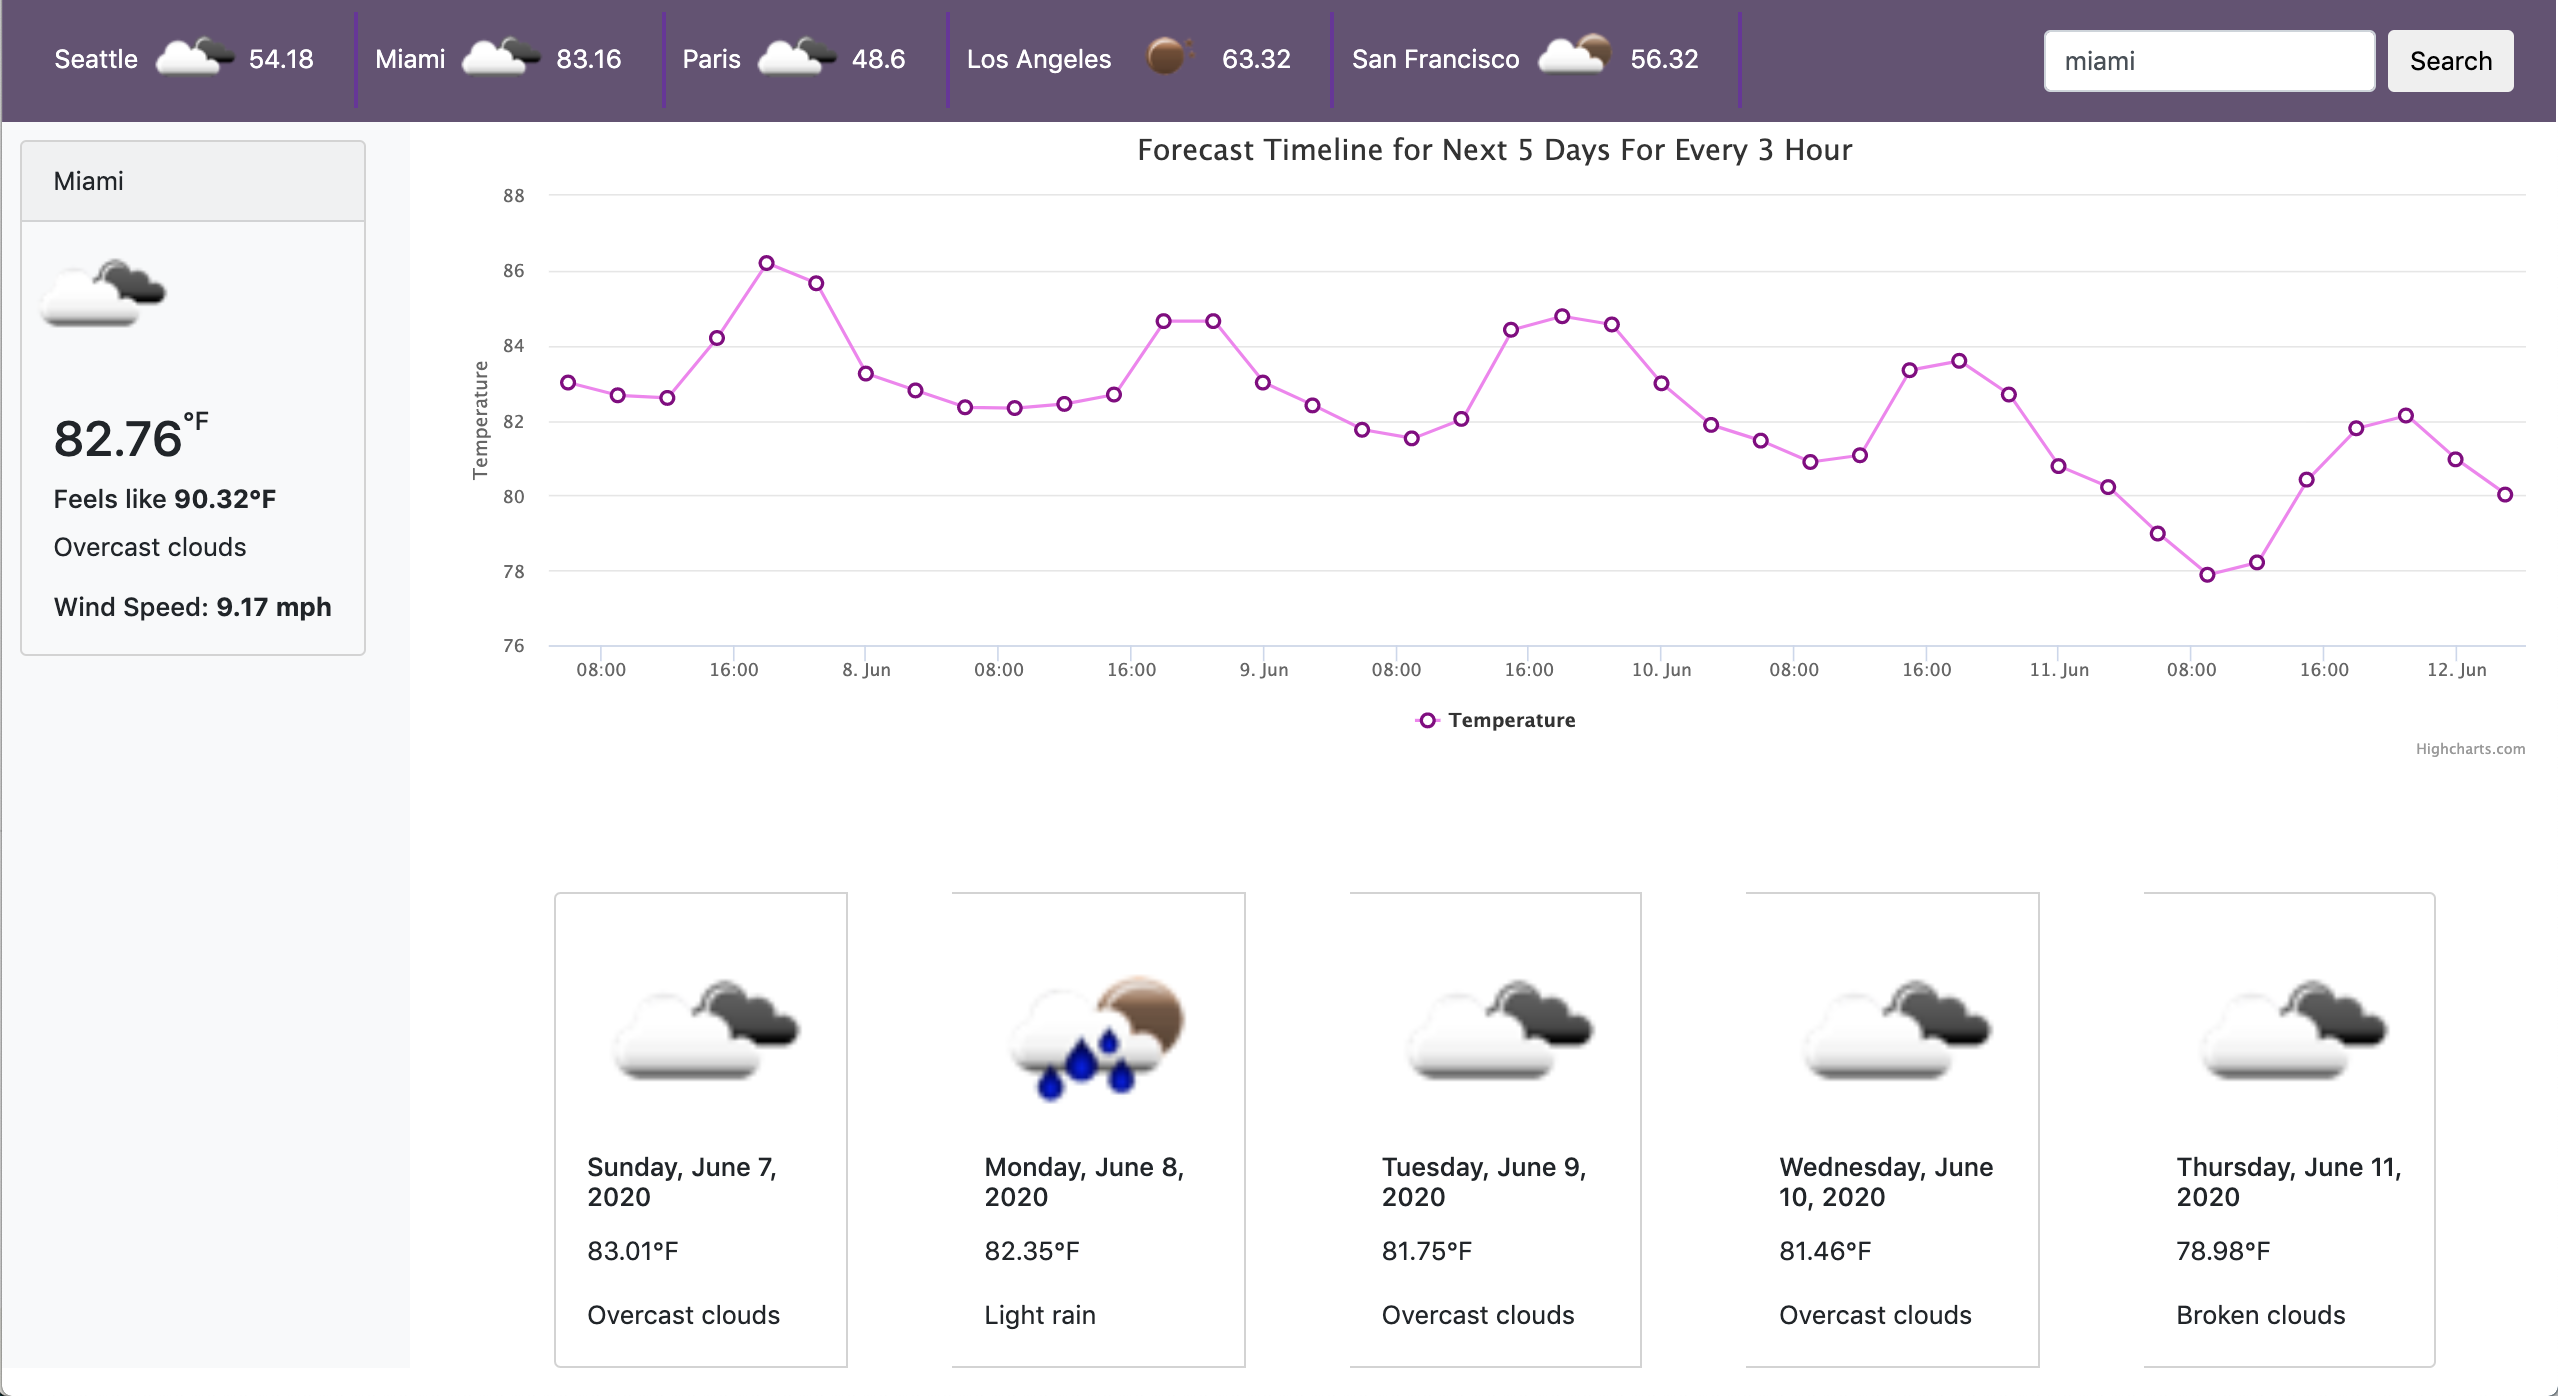 Seattle 54.18 Miami 83.16 Paris 48.6 Los Angeles 63.32 San Francisco 56.32 miami Search
Miami
82.76°F
Feels like 90.32°F
Overcast clouds
Wind Speed: 9.17 mph
Forecast Timeline for Next 5 Days For Every 3 Hour
Temperature
88
86
84
82
80
78
76
08:00 16:00 8. Jun 08:00 16:00 9. Jun 08:00 16:00 10. Jun 08:00 16:00 11. Jun 08:00 16:00 12. Jun
Temperature
Highcharts.com
Sunday, June 7,
2020
83.01°F
Overcast clouds
Monday, June 8,
2020
82.35°F
Light rain
Tuesday, June 9,
2020
81.75°F
Overcast clouds
Wednesday, June
10, 2020
81.46°F
Overcast clouds
Thursday, June 11,
2020
78.98°F
Broken clouds